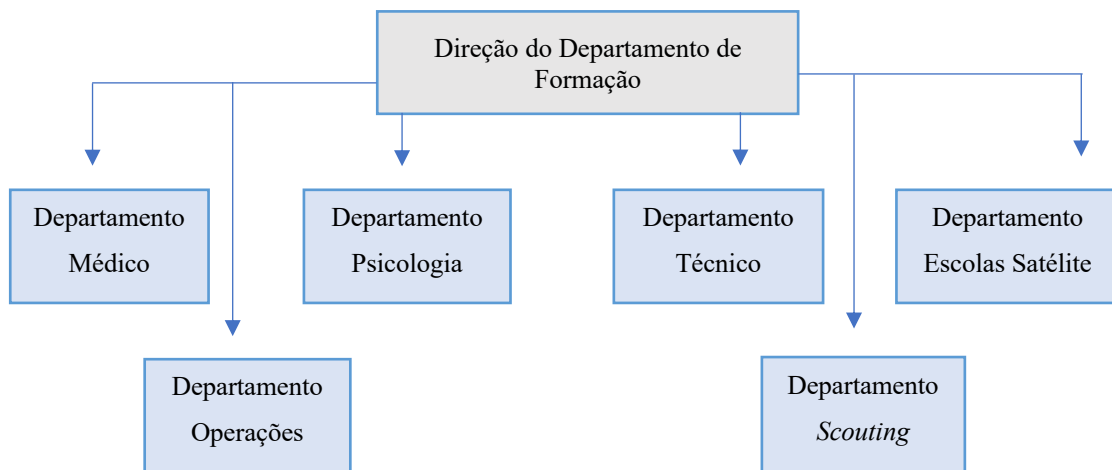 Direção do Departamento de
Formação
Departamento
Médico
Departamento
Psicologia
Departamento
Técnico
Departamento
Escolas Satélite
Departamento
Operações
Departamento
Scouting